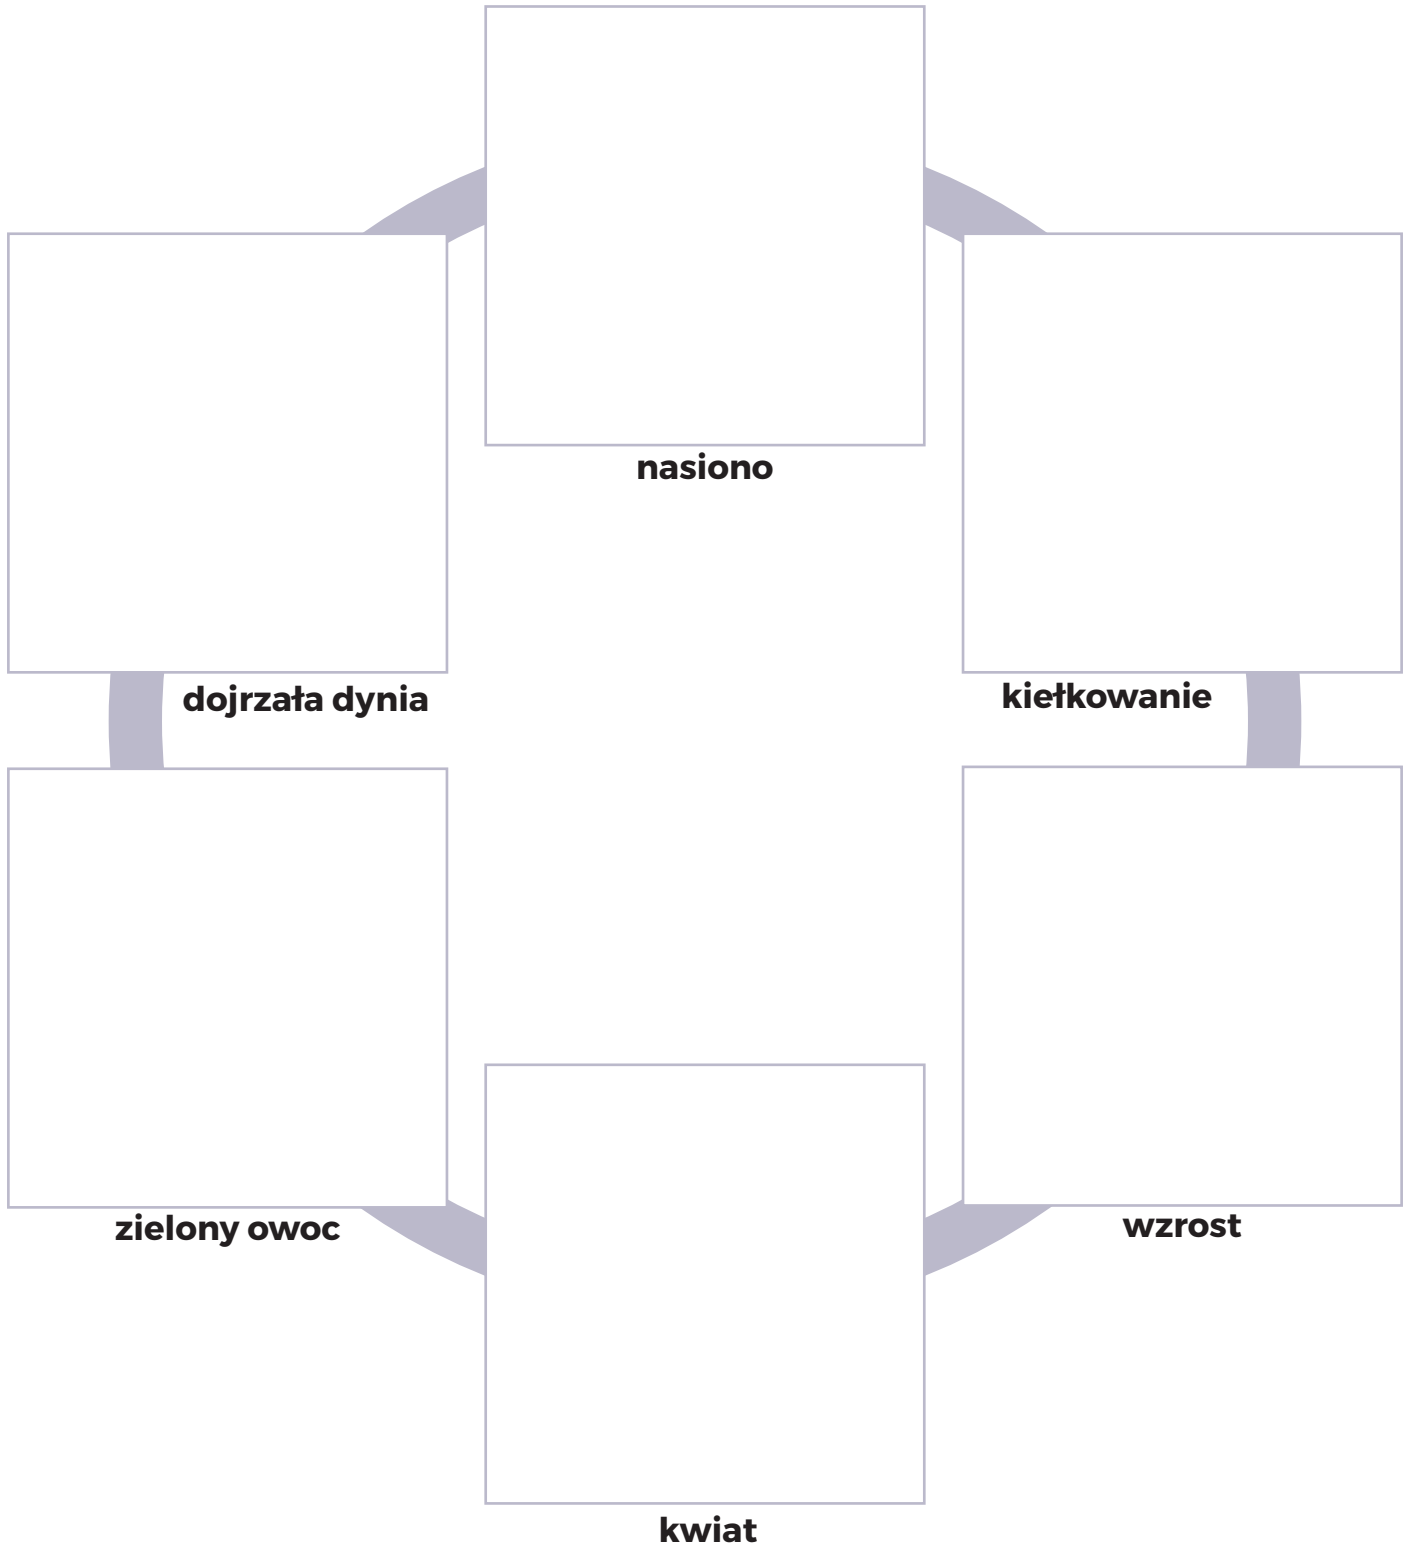 nasiono
dojrzała dynia
kiełkowanie
zielony owoc
wzrost
kwiat